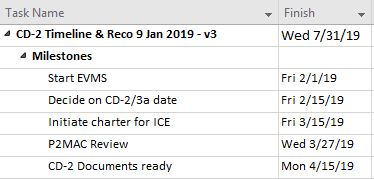 Task Name Finish
CD-2 Timeline & Reco 9 Jan 2019 - v3 Wed 7/31/19
Milestones
Start EVMS Fri 2/1/19
Decide on CD-2/3a date Fri 2/15/19
Initiate charter for ICE Fri 3/15/19
P2MAC Review Wed 3/27/19
CD-2 Documents ready Mon 4/15/19